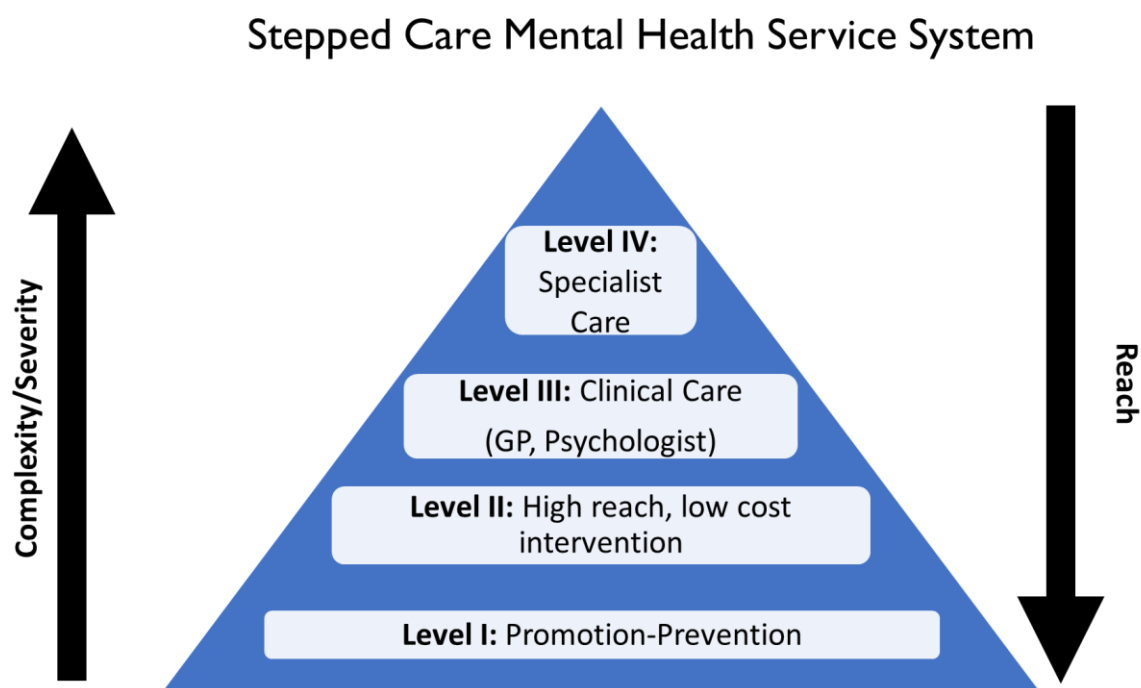 Stepped Care Mental Health Service System
Complexity/Severity
Level IV:
Specialist
Care
Level III: Clinical Care
(GP, Psychologist)
Level II: High reach, low cost
intervention
Level I: Promotion-Prevention
Reach